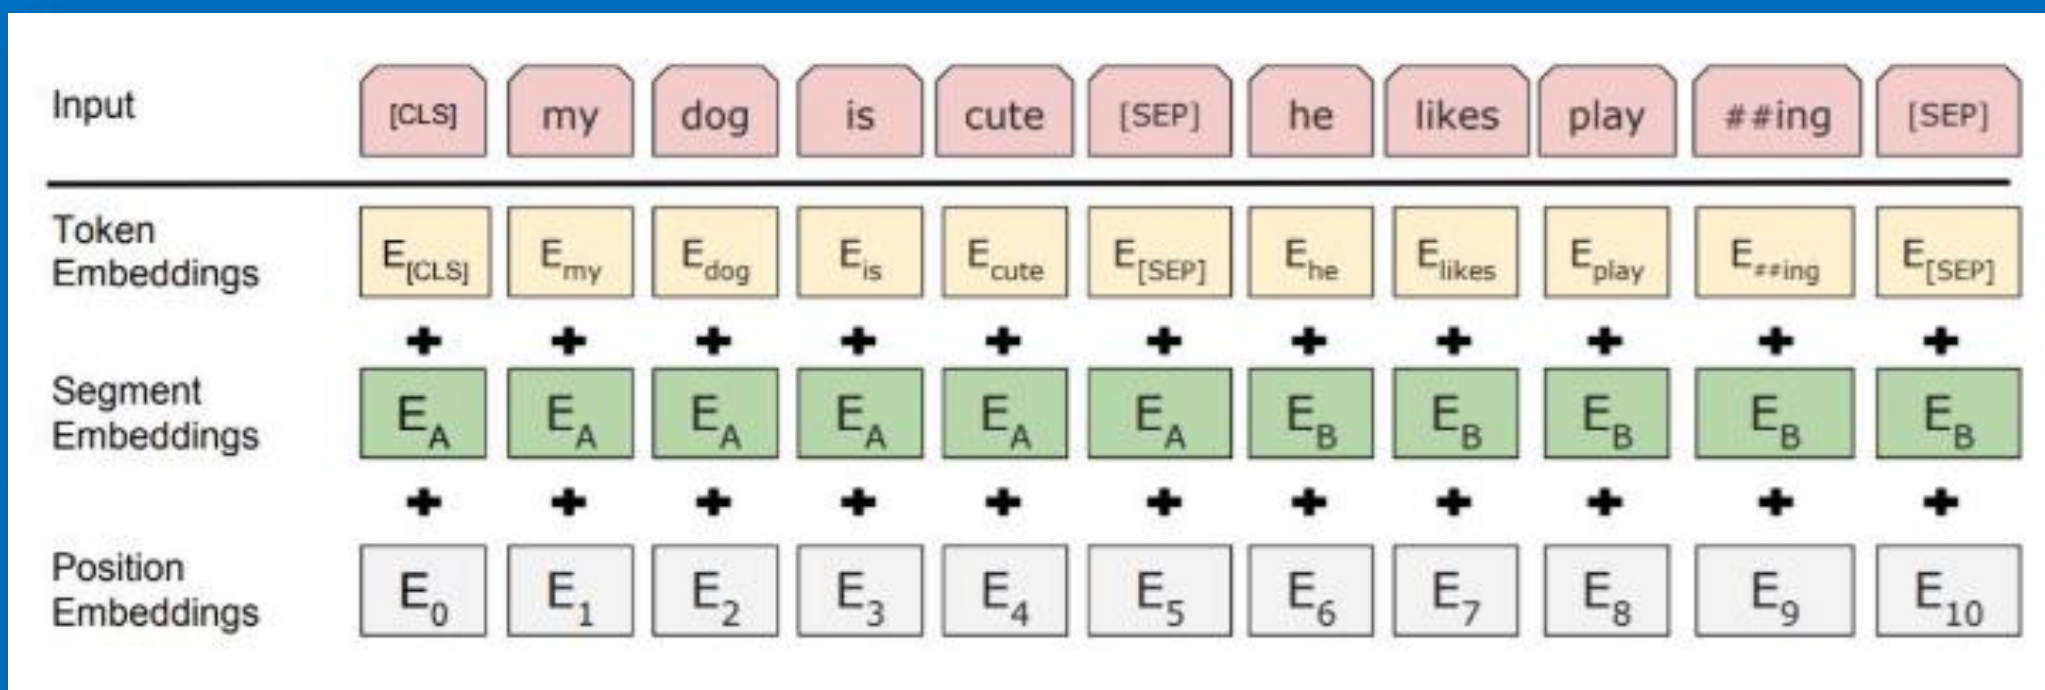 Input [CLS] my dog is cute [SEP] he likes play ##ing [SEP]
Token
Embeddings E[CLS] Emy Edog Eis Ecute E[SEP] Ehe Elikes Eplay E##ing E[SEP]
+ + + + + + + + + + +
Segment
Embeddings EA EA EA EA EA EA EB EB EB EB EB
+ + + + + + + + + + +
Position
Embeddings E0 E1 E2 E3 E4 E5 E6 E7 E8 E9 E10